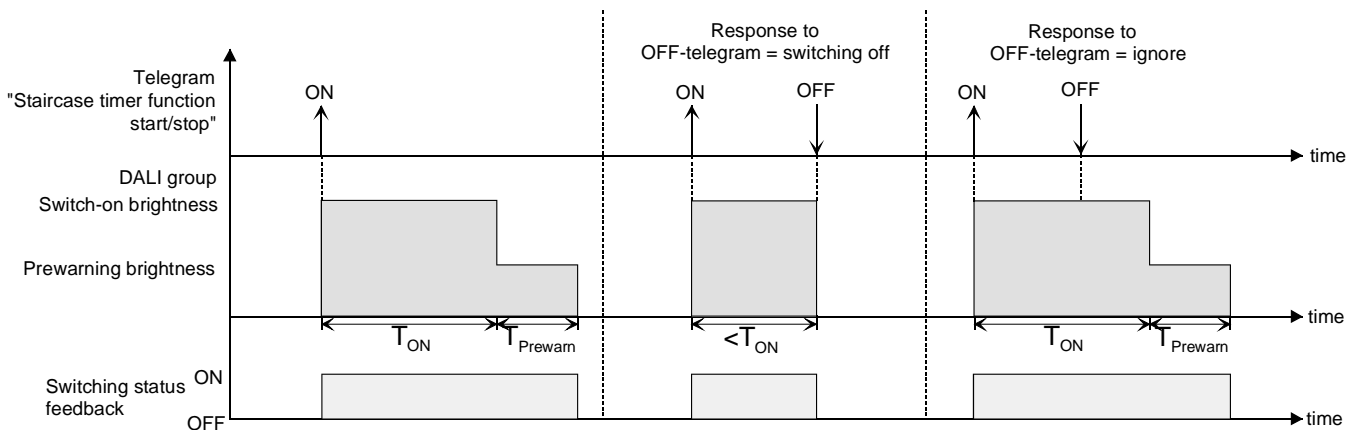 Response to
OFF-telegram = switching off
Response to
OFF-telegram = ignore
Telegram
"Staircase timer function
start/stop"
ON
ON
OFF
ON
OFF
time
DALI group
Switch-on brightness
Prewarning brightness
time
TON
TPrewarn
<TON
TON
TPrewarn
Switching status
feedback
ON
OFF
time